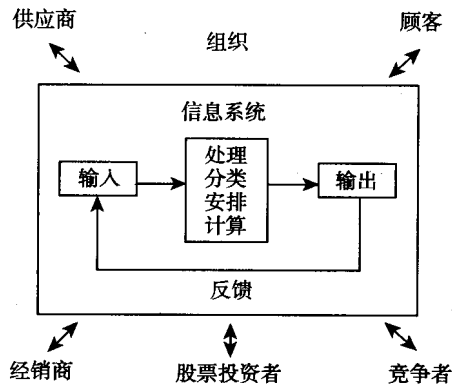 供应商
组织
顾客
信息系统
输入
处理
分类
安排
计算
输出
反馈
经销商
股票投资者
竞争者